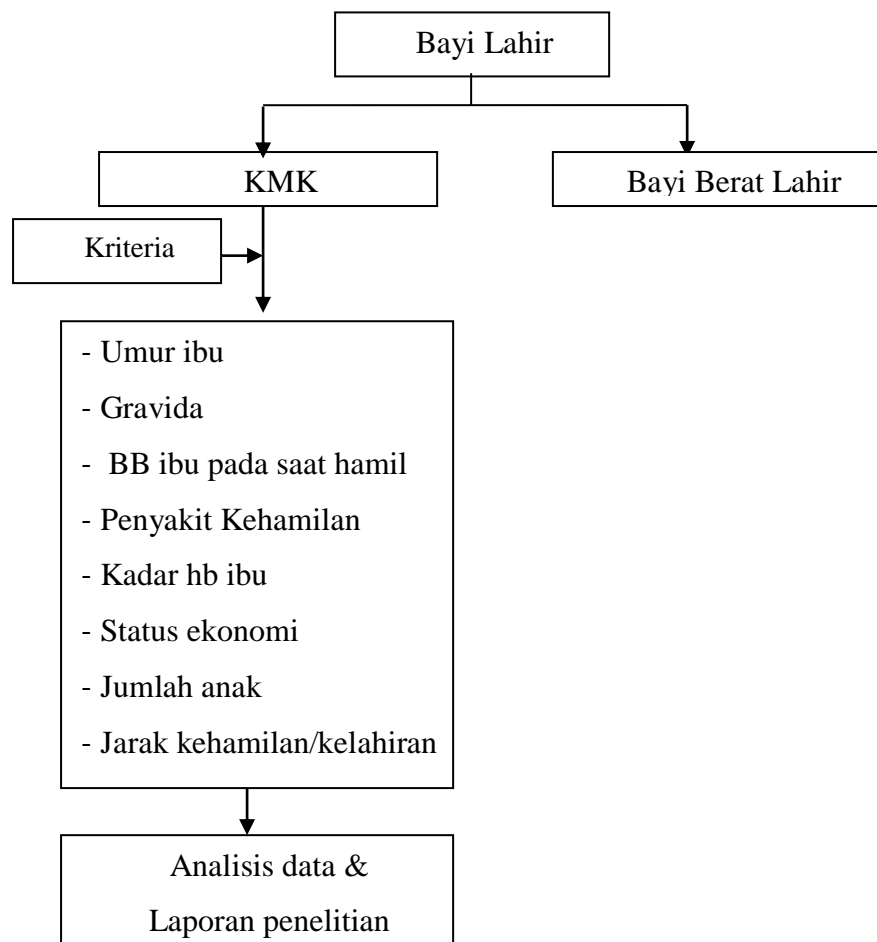 Bayi Lahir
KMK
Bayi Berat Lahir
Kriteria
- Umur ibu
- Gravida
- BB ibu pada saat hamil
- Penyakit Kehamilan
- Kadar hb ibu
- Status ekonomi
- Jumlah anak
- Jarak kehamilan/kelahiran
Analisis data &
Laporan penelitian